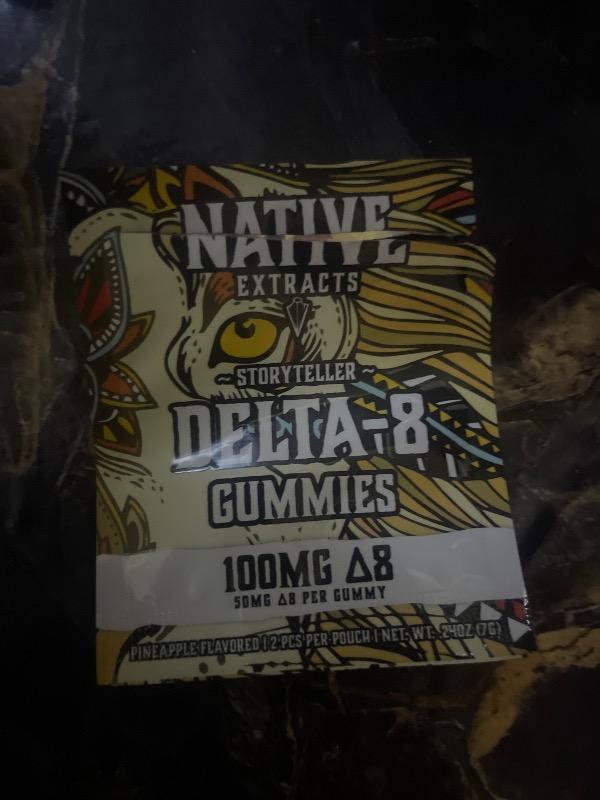 NATIVE
EXTRACTS
~ STORYTELLER ~
DELTA-8
GUMMIES
100MG Δ8
50MG Δ8 PER GUMMY
PINEAPPLE FLAVORED | 2 PCS PER POUCH | NET. WT. .24OZ (7G)